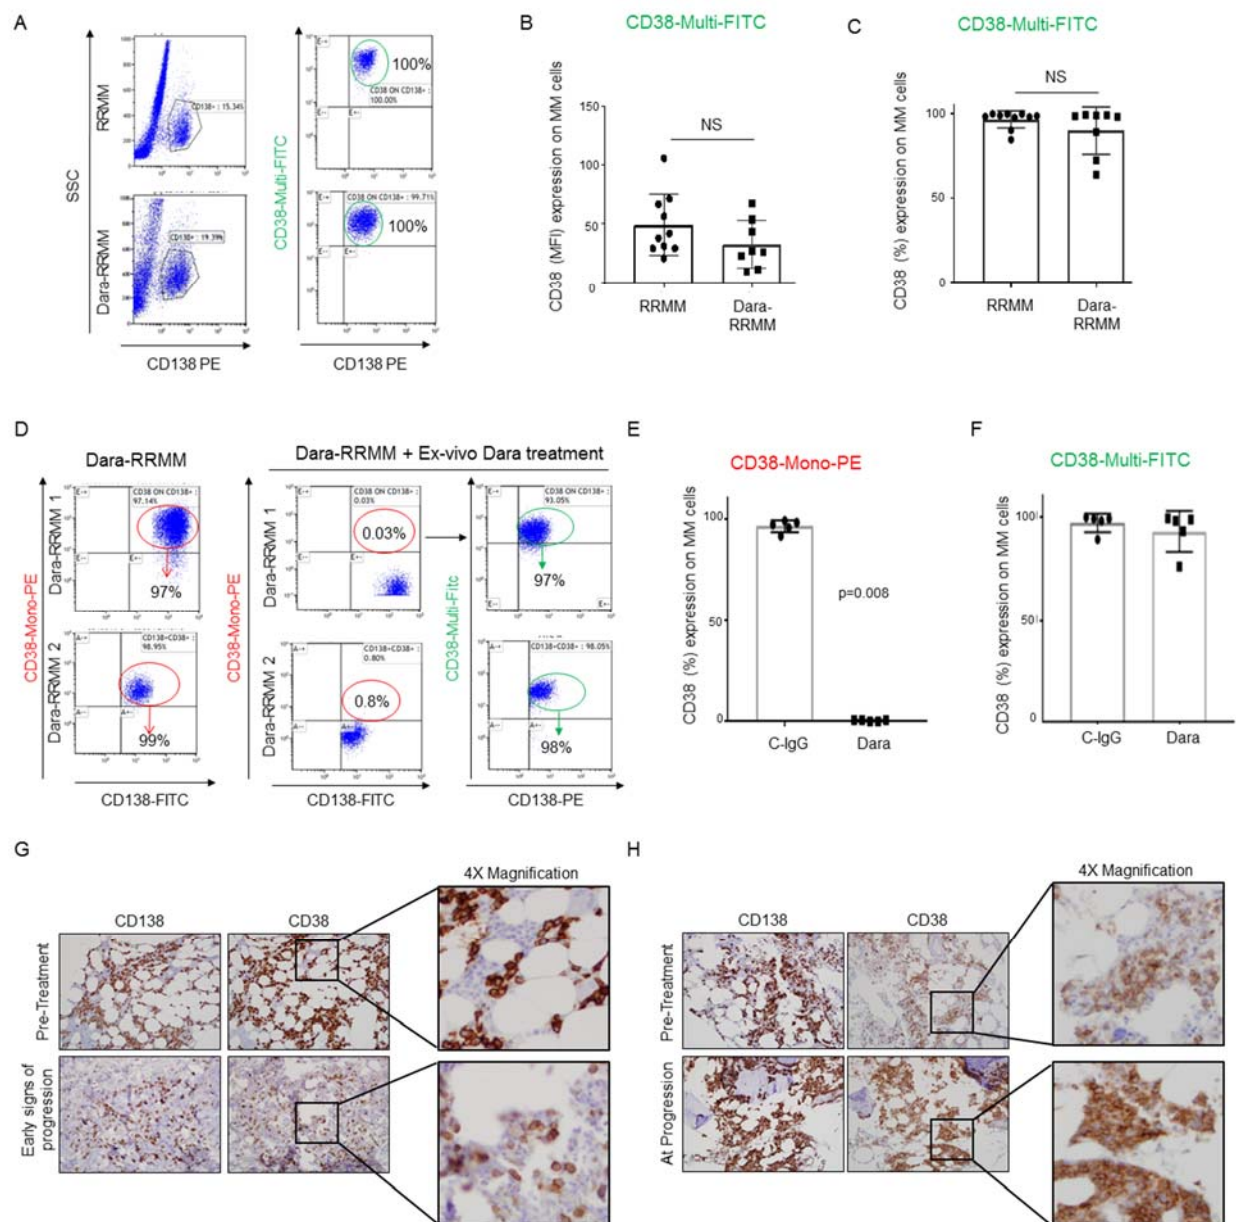 A
SSC
RRMM
Dara-RRMM
CD138+ : 15.34%
CD138+ : 19.39%
CD138 PE
CD38-Multi-FITC
100%
CD38 ON CD138+ :
100.00%
CD38 ON CD138+ : 99.71%
100%
CD138 PE
B
CD38-Multi-FITC
CD38 (MFI) expression on MM cells
150
100
50
0
NS
RRMM
Dara-
RRMM
C
CD38-Multi-FITC
CD38 (%) expression on MM cells
100
50
0
NS
RRMM
Dara-
RRMM
D
Dara-RRMM
Dara-RRMM + Ex-vivo Dara treatment
CD38-Mono-PE
Dara-RRMM 1
CD38 ON CD138+ :
97.14%
97%
Dara-RRMM 2
CD138+CD38+ :
98.95%
99%
CD138-FITC
CD38-Mono-PE
Dara-RRMM 1
CD38 ON CD138+ :
0.03%
0.03%
Dara-RRMM 2
CD138+CD38+ :
0.80%
0.8%
CD138-FITC
CD38-Multi-Fitc
CD38 ON CD138+ :
93.05%
97%
CD138+CD38+ : 98.05%
98%
CD138-PE
E
CD38-Mono-PE
CD38 (%) expression on MM cells
100
50
0
p=0.008
C-IgG
Dara
F
CD38-Multi-FITC
CD38 (%) expression on MM cells
100
50
0
C-IgG
Dara
G
4X Magnification
CD138
CD38
Pre-Treatment
Early signs of
progression
H
4X Magnification
CD138
CD38
Pre-Treatment
At Progression